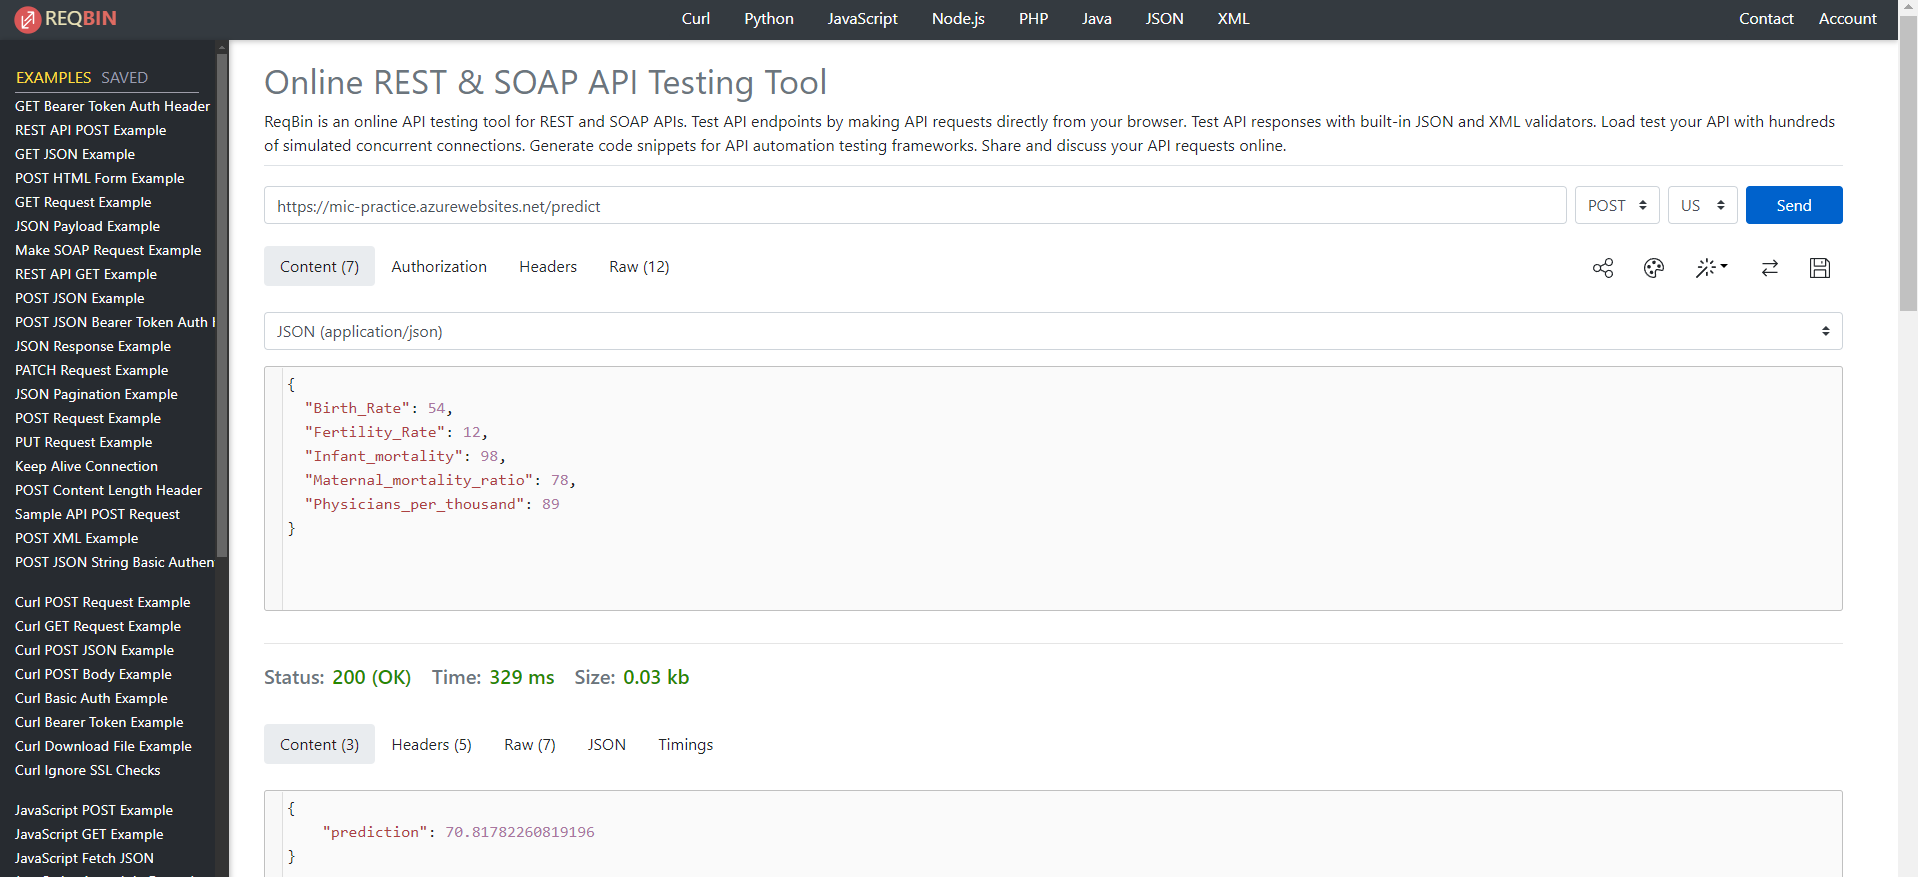 REQBIN
Curl Python JavaScript Node.js PHP Java JSON XML
Contact Account
EXAMPLES SAVED
GET Bearer Token Auth Header
REST API POST Example
GET JSON Example
POST HTML Form Example
GET Request Example
JSON Payload Example
Make SOAP Request Example
REST API GET Example
POST JSON Example
POST JSON Bearer Token Auth
JSON Response Example
PATCH Request Example
JSON Pagination Example
POST Request Example
PUT Request Example
Keep Alive Connection
POST Content Length Header
Sample API POST Request
POST XML Example
POST JSON String Basic Authen
Curl POST Request Example
Curl GET Request Example
Curl POST JSON Example
Curl POST Body Example
Curl Basic Auth Example
Curl Bearer Token Example
Curl Download File Example
Curl Ignore SSL Checks
JavaScript POST Example
JavaScript GET Example
JavaScript Fetch JSON
Online REST & SOAP API Testing Tool
ReqBin is an online API testing tool for REST and SOAP APIs. Test API endpoints by making API requests directly from your browser. Test API responses with built-in JSON and XML validators. Load test your API with hundreds
of simulated concurrent connections. Generate code snippets for API automation testing frameworks. Share and discuss your API requests online.
https://mic-practice.azurewebsites.net/predict
POST US Send
Content (7) Authorization Headers Raw (12)
JSON (application/json)
{
"Birth_Rate": 54,
"Fertility_Rate": 12,
"Infant_mortality": 98,
"Maternal_mortality_ratio": 78,
"Physicians_per_thousand": 89
}
Status: 200 (OK) Time: 329 ms Size: 0.03 kb
Content (3) Headers (5) Raw (7) JSON Timings
{
"prediction": 70.81782260819196
}